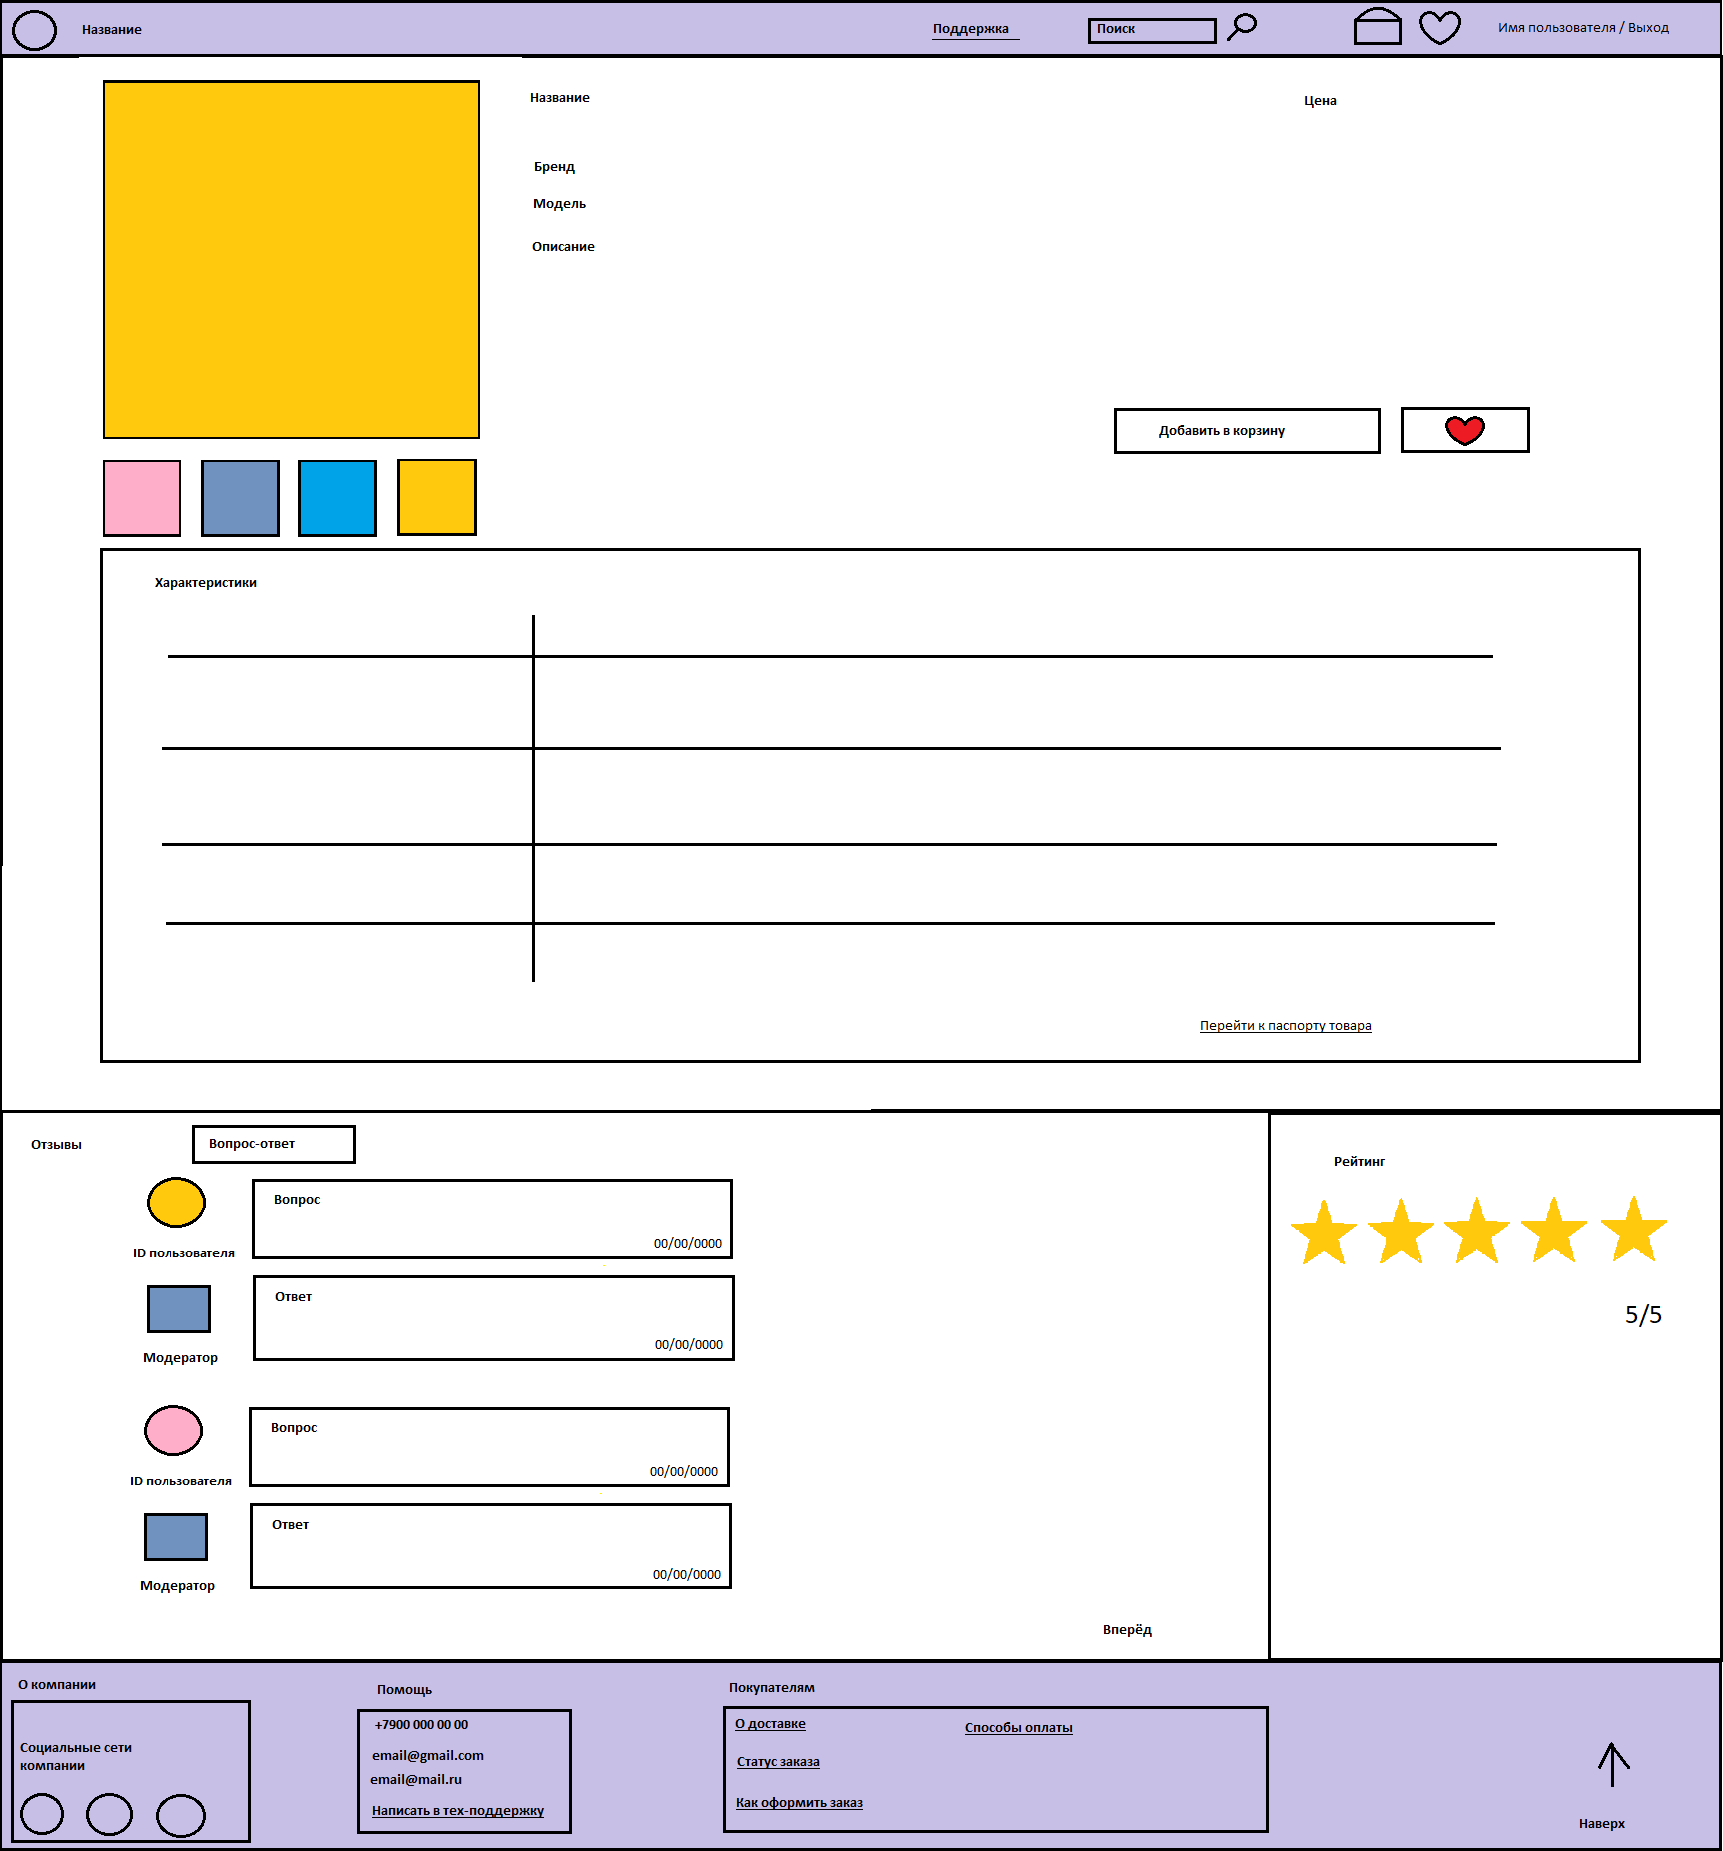 Название
Поддержка
Поиск
Имя пользователя / Выход
Название
Цена
Бренд
Модель
Описание
Добавить в корзину
Характеристики
Перейти к паспорту товара
Отзывы
Вопрос-ответ
Вопрос
00/00/0000
ID пользователя
Ответ
00/00/0000
Модератор
Вопрос
00/00/0000
ID пользователя
Ответ
00/00/0000
Модератор
Вперёд
Рейтинг
5/5
О компании
Социальные сети
компании
Помощь
+7900 000 00 00
email@gmail.com
email@mail.ru
Написать в тех-поддержку
Покупателям
О доставке
Способы оплаты
Статус заказа
Как оформить заказ
Наверх